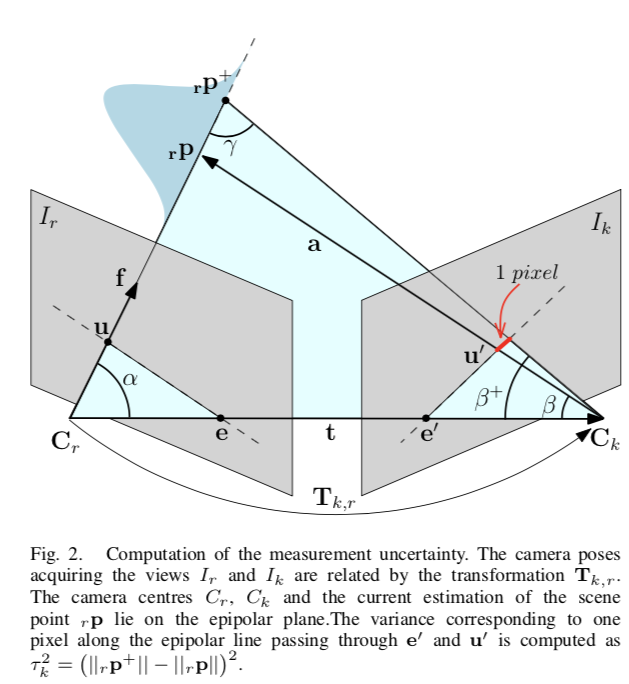 ᵣp⁺
γ
ᵣp
Iᵣ
Iₖ
a
1 pixel
f
u
u′
α
β⁺
β
Cᵣ
e
t
e′
Cₖ
Tₖ,ᵣ
Fig. 2. Computation of the measurement uncertainty. The camera poses
acquiring the views Iᵣ and Iₖ are related by the transformation Tₖ,ᵣ.
The camera centres Cᵣ, Cₖ and the current estimation of the scene
point ᵣp lie on the epipolar plane.The variance corresponding to one
pixel along the epipolar line passing through e′ and u′ is computed as
τₖ² = (||ᵣp⁺|| − ||ᵣp||)².